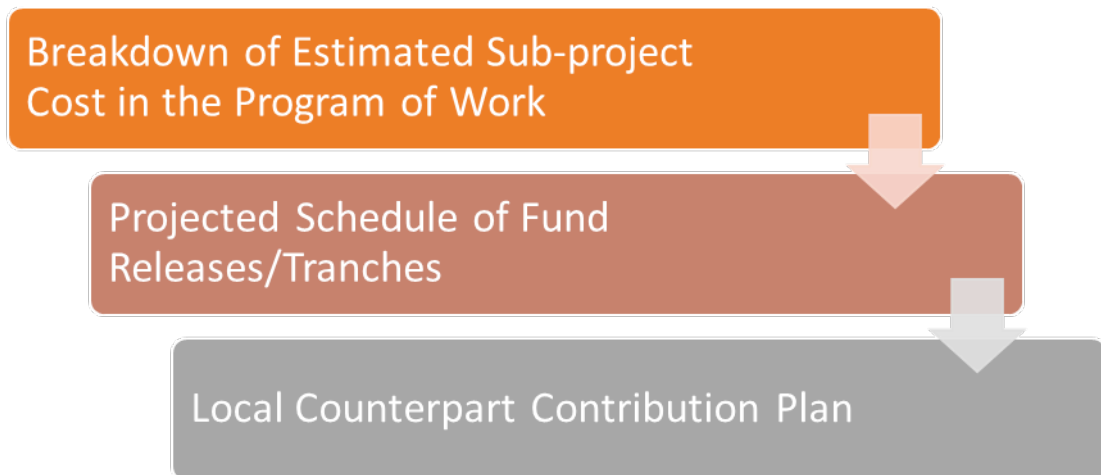 Breakdown of Estimated Sub-project
Cost in the Program of Work
Projected Schedule of Fund
Releases/Tranches
Local Counterpart Contribution Plan